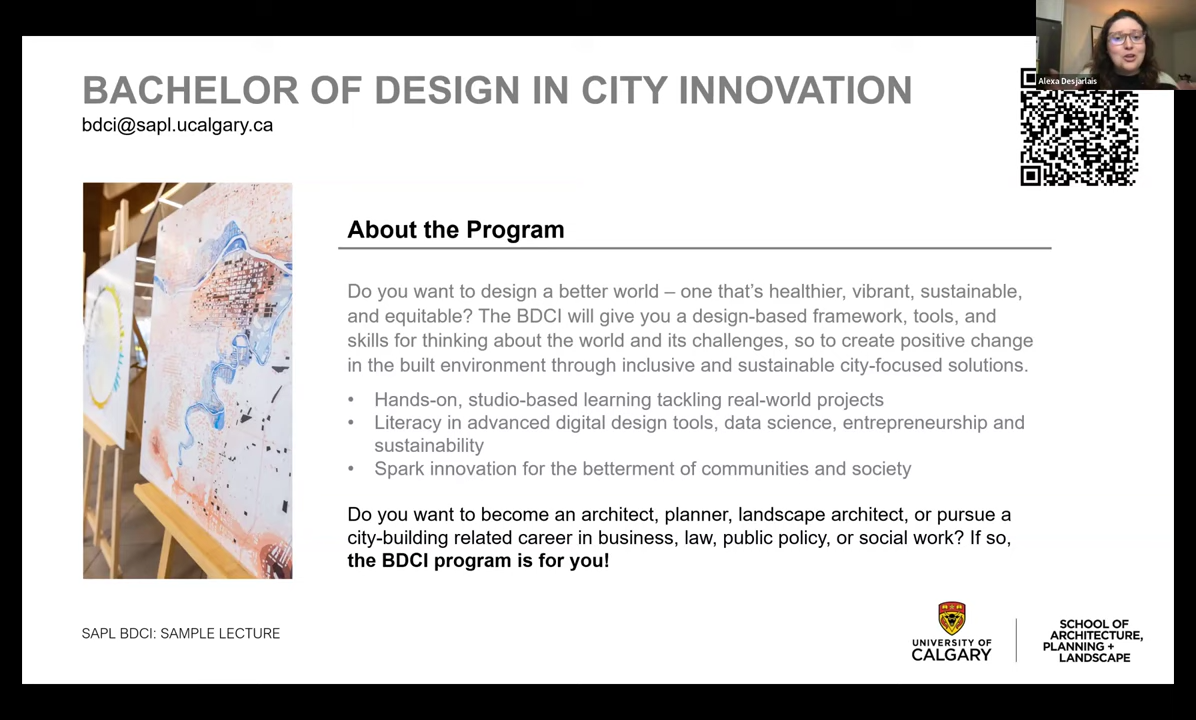 BACHELOR OF DESIGN IN CITY INNOVATION
bdci@sapl.ucalgary.ca
Alexa Desjarlais
About the Program
Do you want to design a better world – one that's healthier, vibrant, sustainable,
and equitable? The BDCI will give you a design-based framework, tools, and
skills for thinking about the world and its challenges, so to create positive change
in the built environment through inclusive and sustainable city-focused solutions.
• Hands-on, studio-based learning tackling real-world projects
• Literacy in advanced digital design tools, data science, entrepreneurship and
sustainability
• Spark innovation for the betterment of communities and society
Do you want to become an architect, planner, landscape architect, or pursue a
city-building related career in business, law, public policy, or social work? If so,
the BDCI program is for you!
SAPL BDCI: SAMPLE LECTURE
UNIVERSITY OF
CALGARY
SCHOOL OF
ARCHITECTURE,
PLANNING +
LANDSCAPE